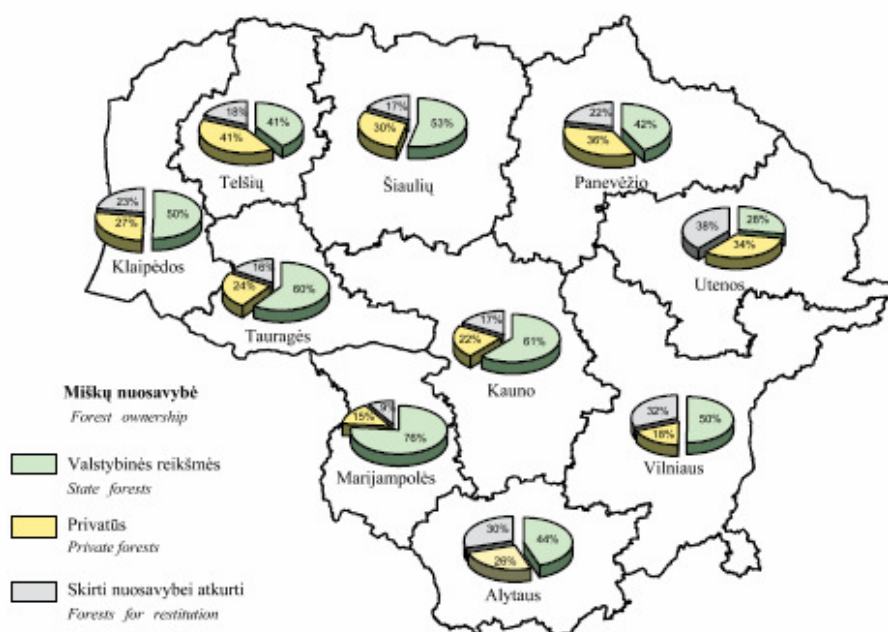 18%
41%
41%
Telšių
17%
53%
30%
Šiaulių
22%
42%
36%
Panevėžio
23%
50%
27%
Klaipėdos
38%
28%
34%
Utenos
16%
24%
60%
Tauragės
17%
22%
61%
Kauno
9%
15%
76%
Marijampolės
32%
50%
18%
Vilniaus
30%
44%
26%
Alytaus
Miškų nuosavybė
Forest ownership
Valstybinės reikšmės
State forests
Privatūs
Private forests
Skirti nuosavybei atkurti
Forests for restitution